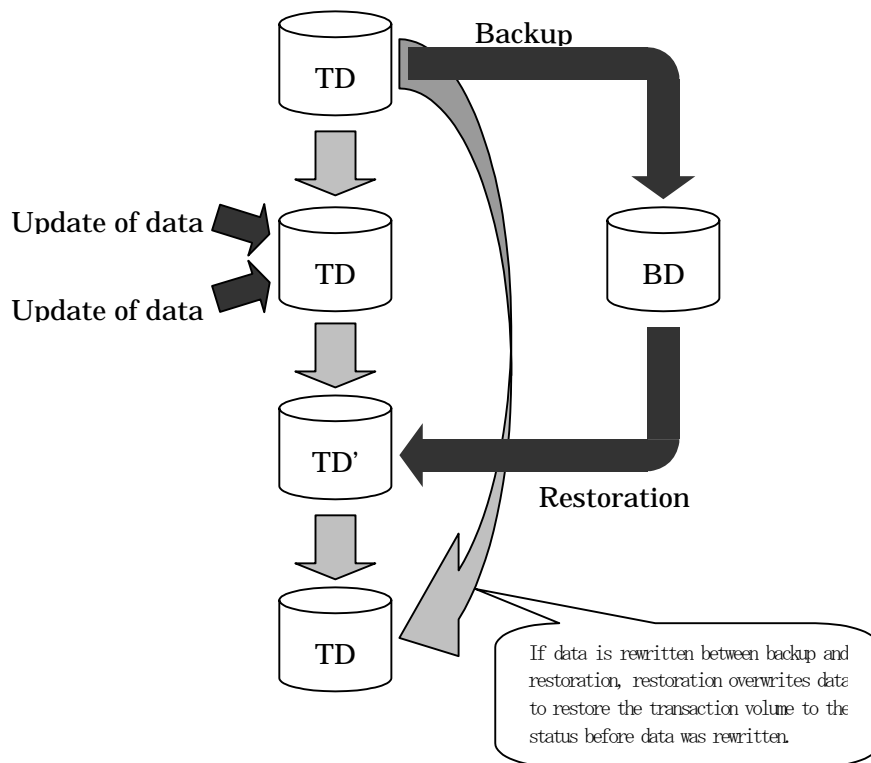 Backup
TD
Update of data
TD
BD
Update of data
TD'
Restoration
TD
If data is rewritten between backup and
restoration, restoration overwrites data
to restore the transaction volume to the
status before data was rewritten.